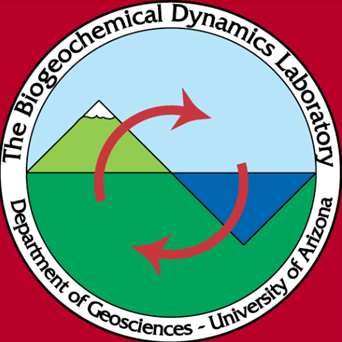 The Biogeochemical Dynamics Laboratory
Department of Geosciences - University of Arizona